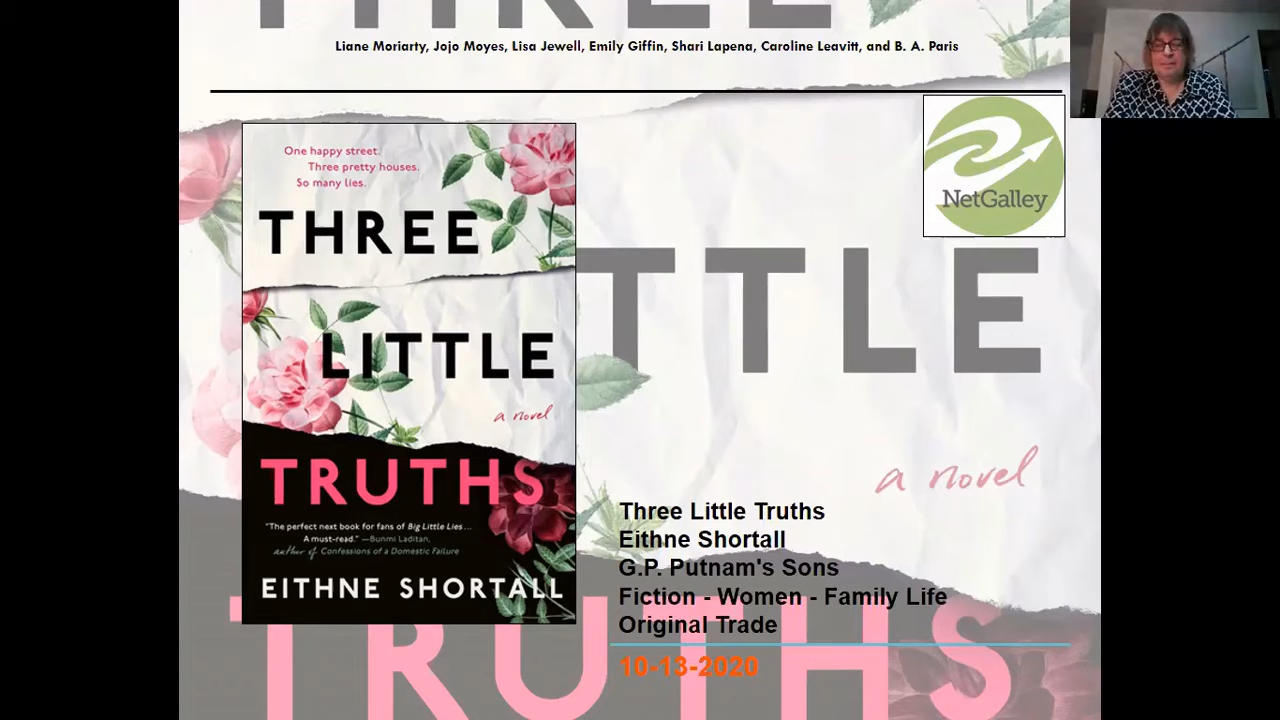 THREE
Liane Moriarty, Jojo Moyes, Lisa Jewell, Emily Giffin, Shari Lapena, Caroline Leavitt, and B. A. Paris
NetGalley
One happy street.
Three pretty houses.
So many lies.
THREE
LITTLE
a novel
TRUTHS
"The perfect next book for fans of Big Little Lies...
A must-read." —Bunmi Laditan,
author of Confessions of a Domestic Failure
EITHNE SHORTALL
TTLE
a novel
Three Little Truths
Eithne Shortall
G.P. Putnam's Sons
Fiction - Women - Family Life
Original Trade
10-13-2020
TRUTHS